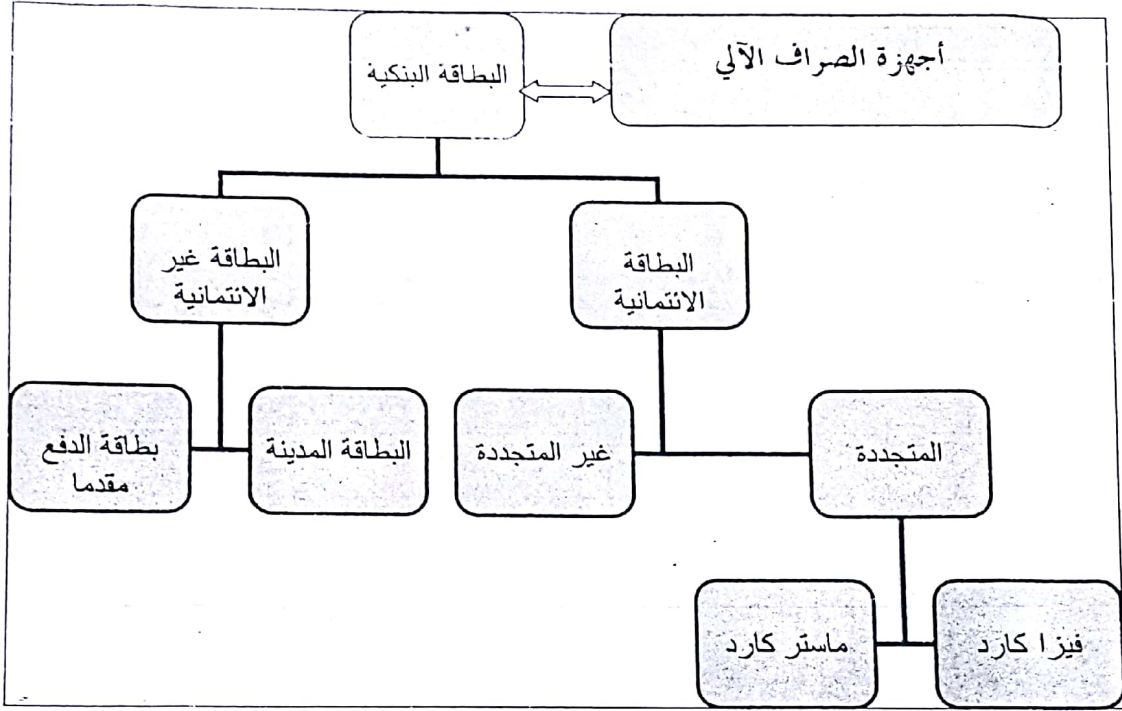 أجهزة الصراف الآلي
البطاقة البنكية
البطاقة
الائتمانية
البطاقة غير
الائتمانية
المتجددة
غير المتجددة
البطاقة المدينة
بطاقة الدفع
مقدما
فيزا كارد
ماستر كارد